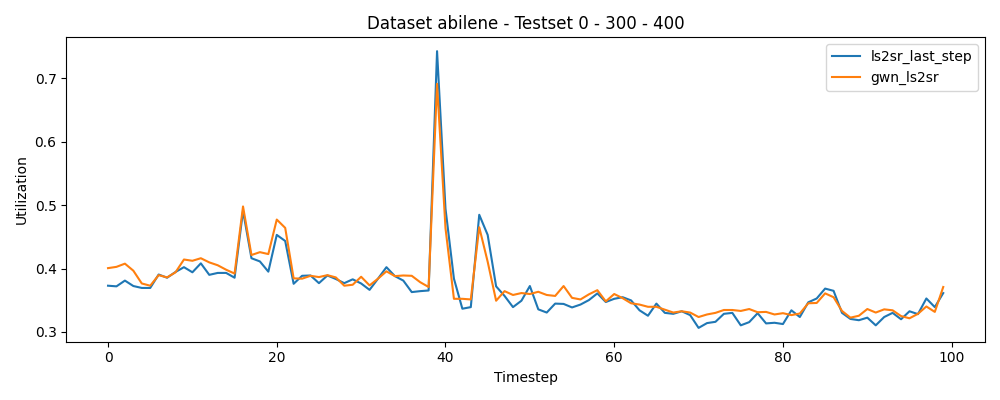 Dataset abilene - Testset 0 - 300 - 400
ls2sr_last_step
gwn_ls2sr
Utilization
0.7
0.6
0.5
0.4
0.3
0
20
40
60
80
100
Timestep